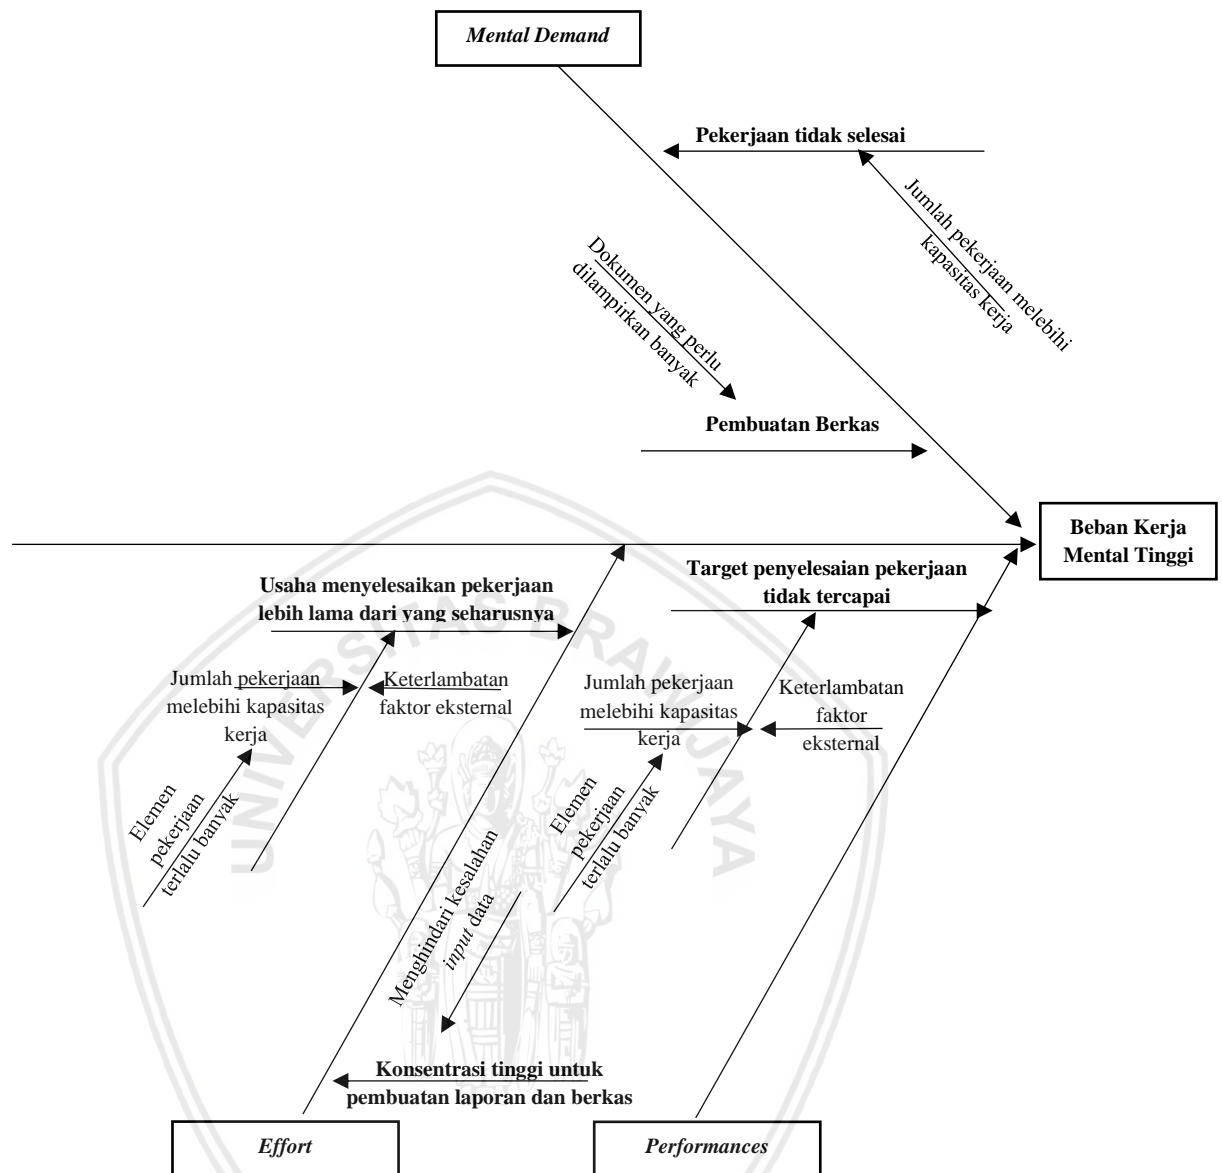 Mental Demand
Pekerjaan tidak selesai
Jumlah pekerjaan melebihi
kapasitas kerja
Dokumen yang perlu
dilampirkan banyak
Pembuatan Berkas
Beban Kerja
Mental Tinggi
Usaha menyelesaikan pekerjaan
lebih lama dari yang seharusnya
Jumlah pekerjaan
melebihi kapasitas
kerja
Keterlambatan
faktor eksternal
Elemen
pekerjaan
terlalu banyak
Target penyelesaian pekerjaan
tidak tercapai
Jumlah pekerjaan
melebihi kapasitas
kerja
Keterlambatan
faktor
eksternal
Elemen
pekerjaan
terlalu banyak
Menghindari kesalahan
input data
Konsentrasi tinggi untuk
pembuatan laporan dan berkas
Effort
Performances
UNIVERSITAS BRAWIJAYA